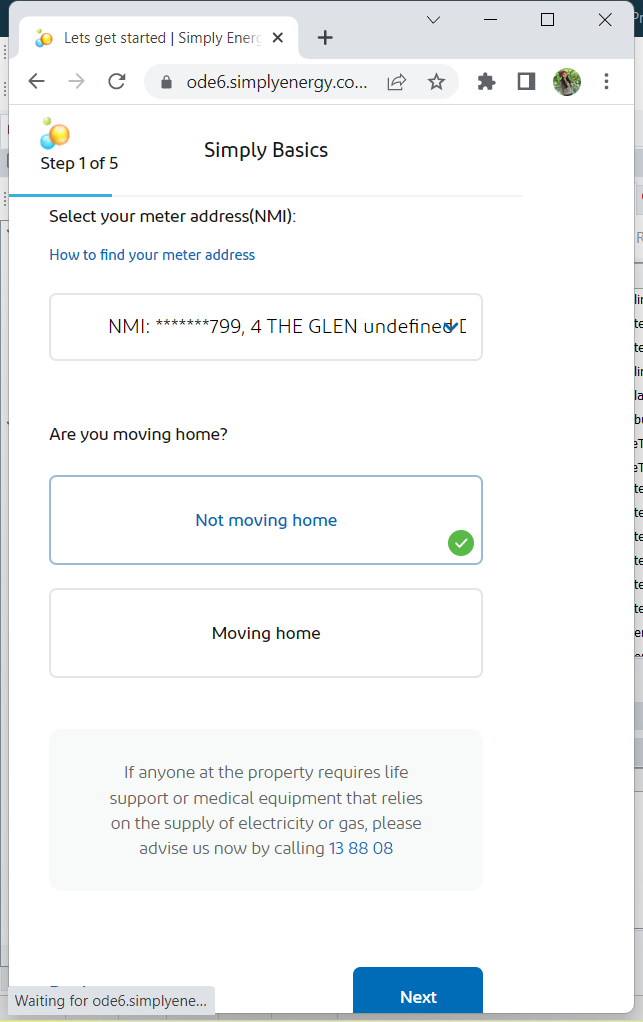 Lets get started | Simply Energ
ode6.simplyenergy.co...
Step 1 of 5
Simply Basics
Select your meter address(NMI):
How to find your meter address
NMI: *******799, 4 THE GLEN undefined D
Are you moving home?
Not moving home
Moving home
If anyone at the property requires life
support or medical equipment that relies
on the supply of electricity or gas, please
advise us now by calling 13 88 08
Next
Waiting for ode6.simplyene...